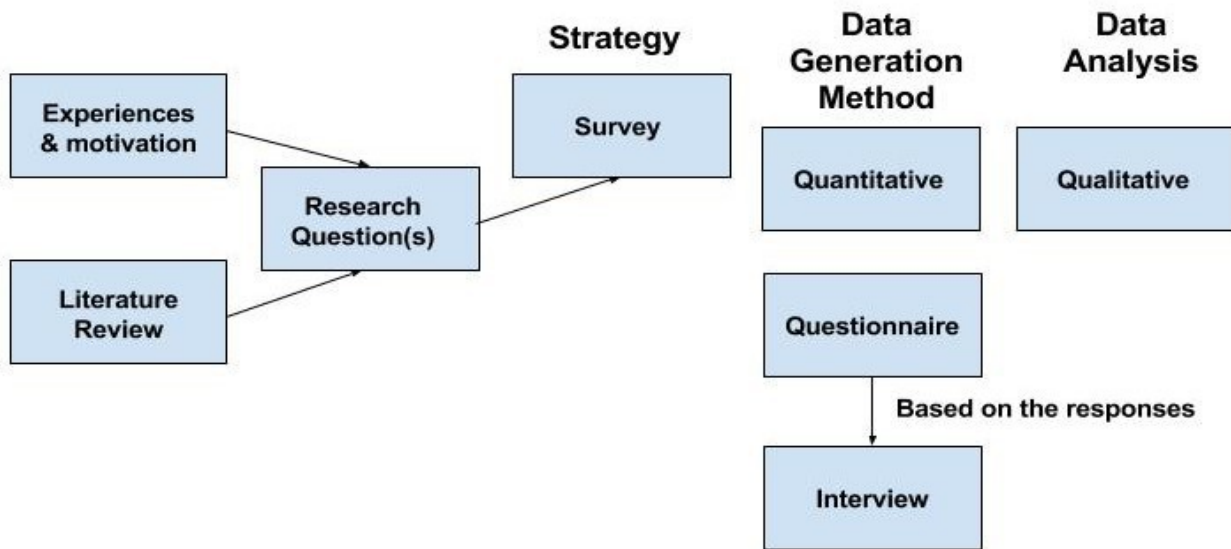 Strategy
Data
Generation
Method
Data
Analysis
Experiences
& motivation
Survey
Quantitative
Qualitative
Research
Question(s)
Literature
Review
Questionnaire
Based on the responses
Interview